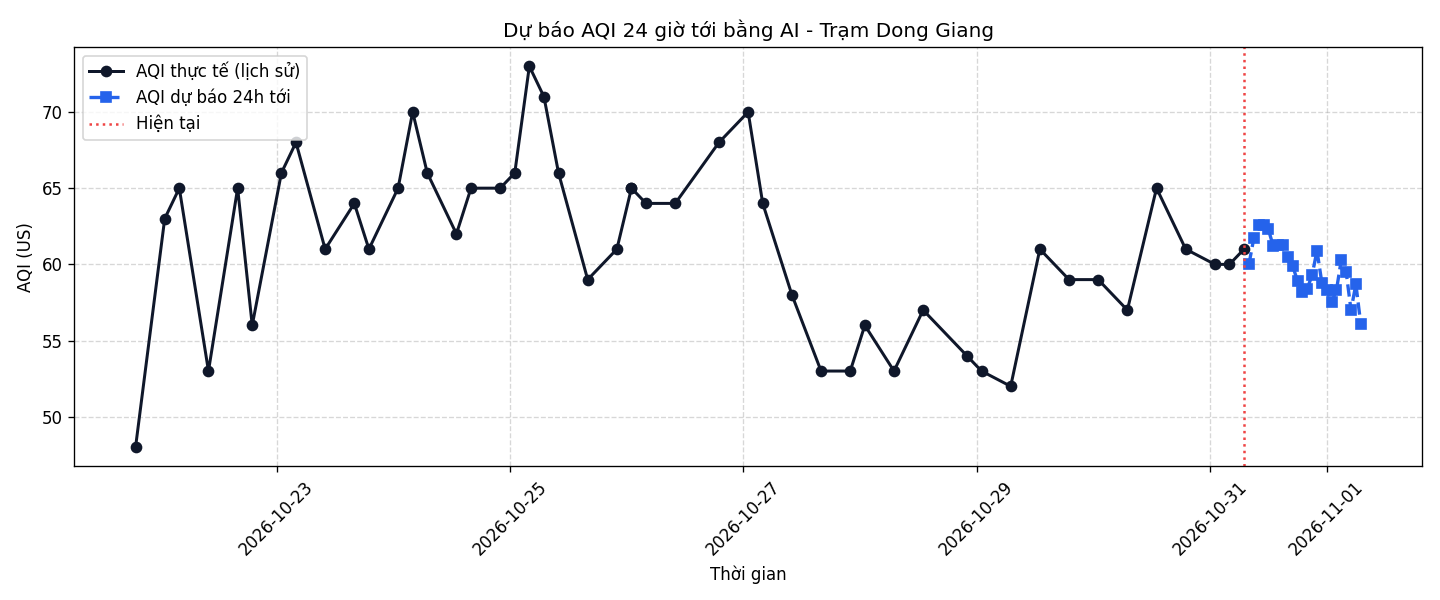 Dự báo AQI 24 giờ tới bằng AI - Trạm Dong Giang
AQI thực tế (lịch sử)
AQI dự báo 24h tới
Hiện tại
AQI (US)
70
65
60
55
50
2026-10-23
2026-10-25
2026-10-27
2026-10-29
2026-10-31
2026-11-01
Thời gian